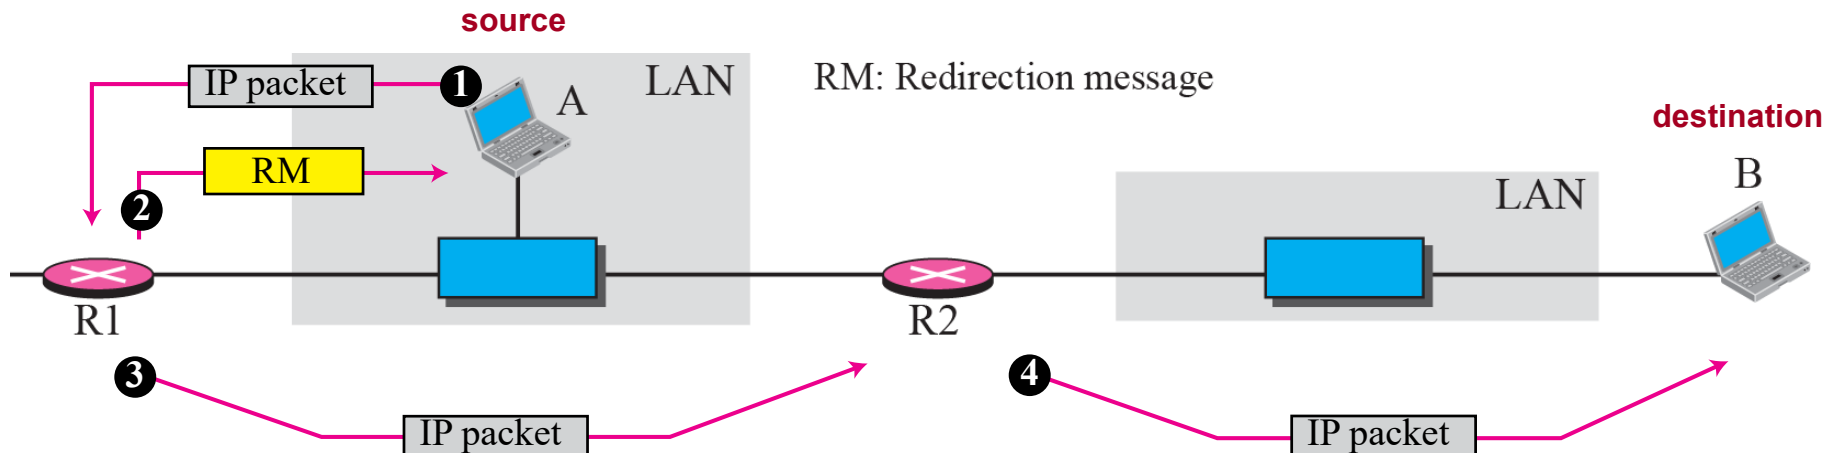 source
1
IP packet
A
LAN
RM: Redirection message
destination
RM
2
B
LAN
R1
R2
3
4
IP packet
IP packet